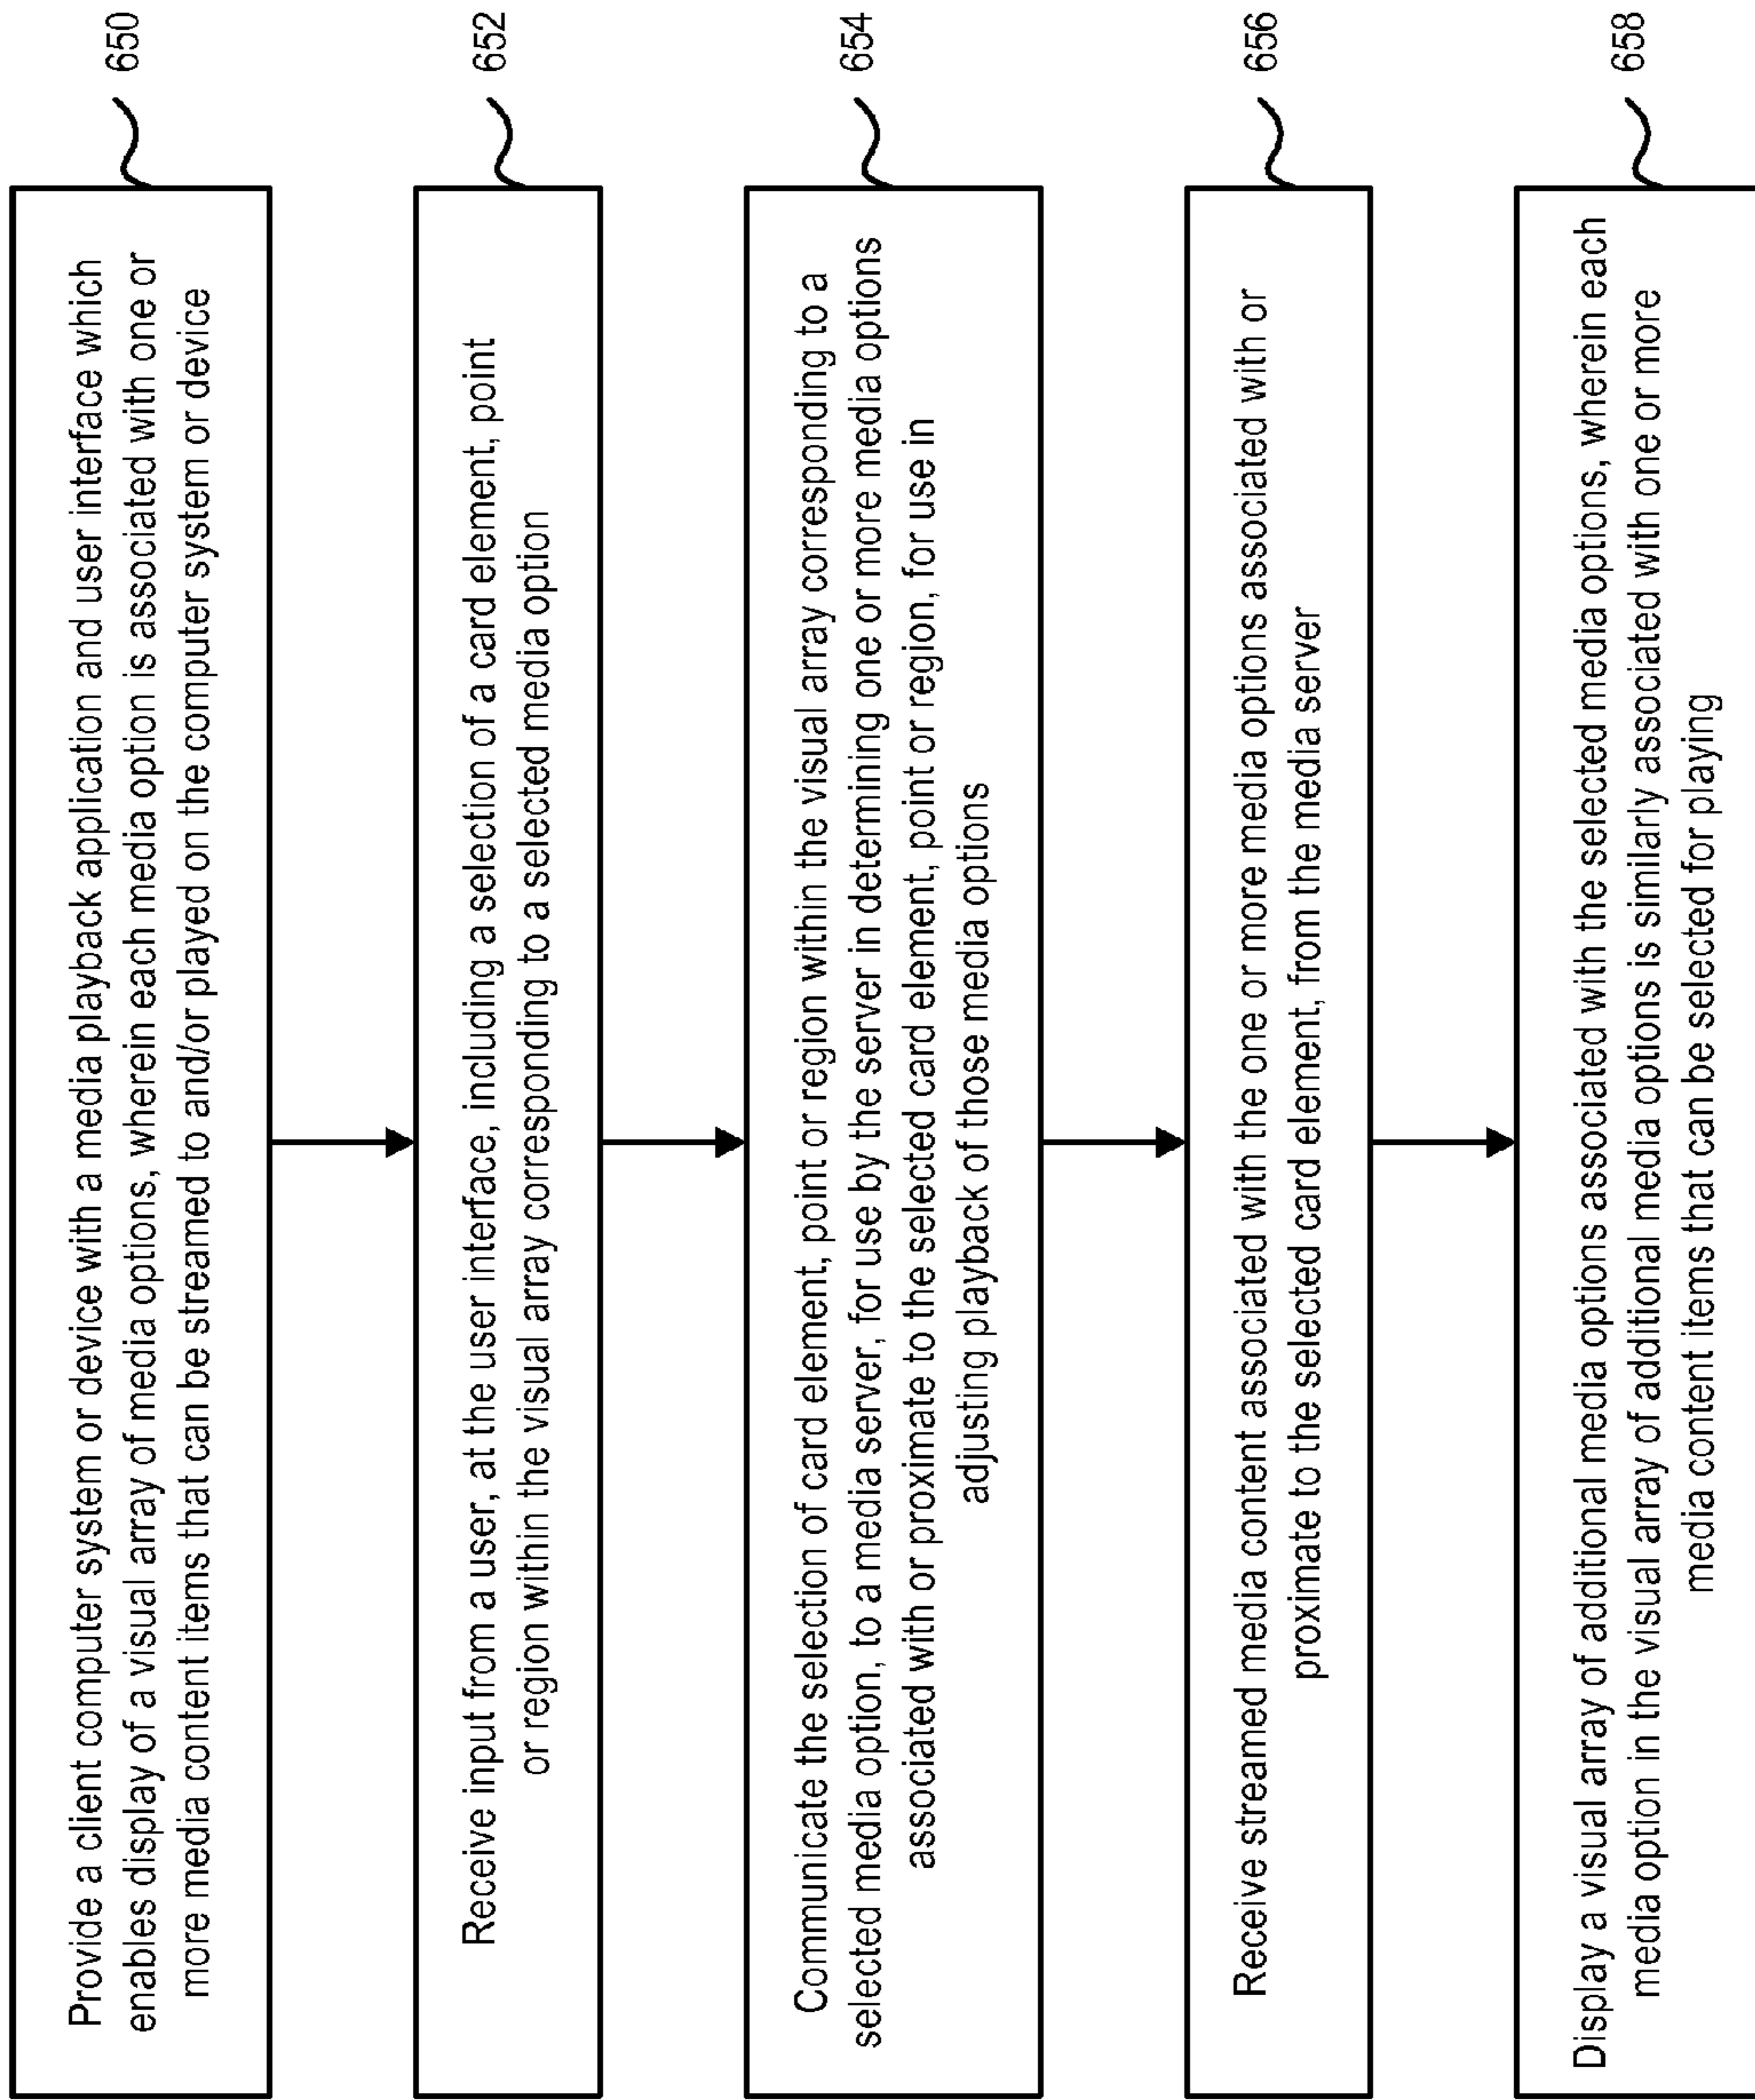 Provide a client computer system or device with a media playback application and user interface which
enables display of a visual array of media options, wherein each media option is associated with one or
more media content items that can be streamed to and/or played on the computer system or device
650
Receive input from a user, at the user interface, including a selection of a card element, point
or region within the visual array corresponding to a selected media option
652
Communicate the selection of card element, point or region within the visual array corresponding to a
selected media option, to a media server, for use by the server in determining one or more media options
associated with or proximate to the selected card element, point or region, for use in
adjusting playback of those media options
654
Receive streamed media content associated with the one or more media options associated with or
proximate to the selected card element, from the media server
656
Display a visual array of additional media options associated with the selected media options, wherein each
media option in the visual array of additional media options is similarly associated with one or more
media content items that can be selected for playing
658